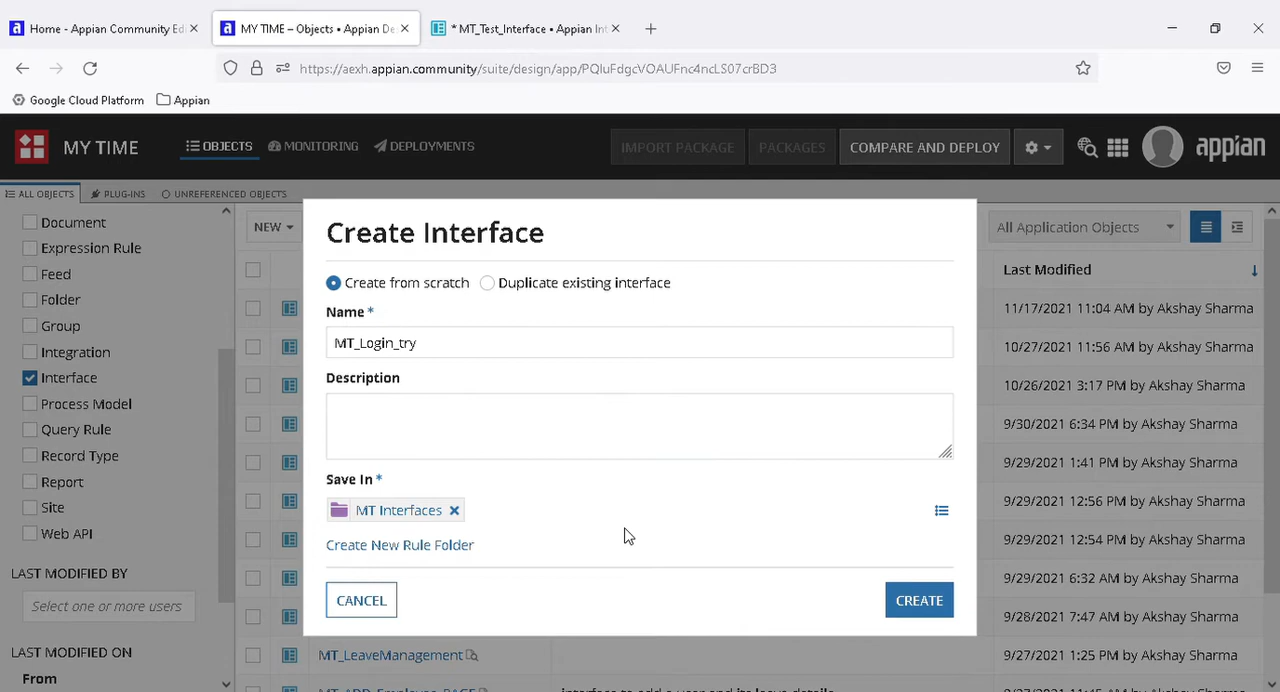 Home - Appian Community Ed
MY TIME – Objects • Appian De
* MT_Test_Interface • Appian In
https://aexh.appian.community/suite/design/app/PQIuFdgcVOAUFnc4ncLS07crBD3
Google Cloud Platform
Appian
MY TIME
OBJECTS
MONITORING
DEPLOYMENTS
IMPORT PACKAGE
PACKAGES
COMPARE AND DEPLOY
appian
ALL OBJECTS
PLUG-INS
UNREFERENCED OBJECTS
Document
Expression Rule
Feed
Folder
Group
Integration
Interface
Process Model
Query Rule
Record Type
Report
Site
Web API
LAST MODIFIED BY
Select one or more users
LAST MODIFIED ON
From
NEW
All Application Objects
Create Interface
Create from scratch
Duplicate existing interface
Name *
MT_Login_try
Description
Save In *
MT Interfaces
Create New Rule Folder
CANCEL
CREATE
Last Modified
11/17/2021 11:04 AM by Akshay Sharma
10/27/2021 11:56 AM by Akshay Sharma
10/26/2021 3:17 PM by Akshay Sharma
9/30/2021 6:34 PM by Akshay Sharma
9/29/2021 1:41 PM by Akshay Sharma
9/29/2021 12:56 PM by Akshay Sharma
9/29/2021 12:54 PM by Akshay Sharma
9/29/2021 6:32 AM by Akshay Sharma
9/28/2021 7:47 AM by Akshay Sharma
MT_LeaveManagement
9/27/2021 1:25 PM by Akshay Sharma
interface to add a user and its leave details